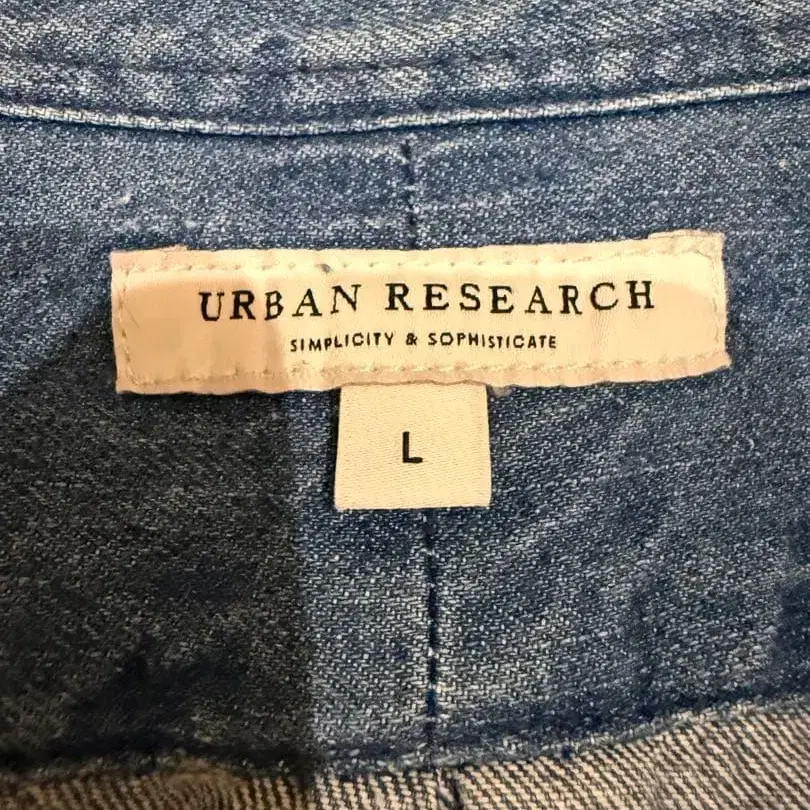 URBAN RESEARCH
SIMPLICITY & SOPHISTICATE
L